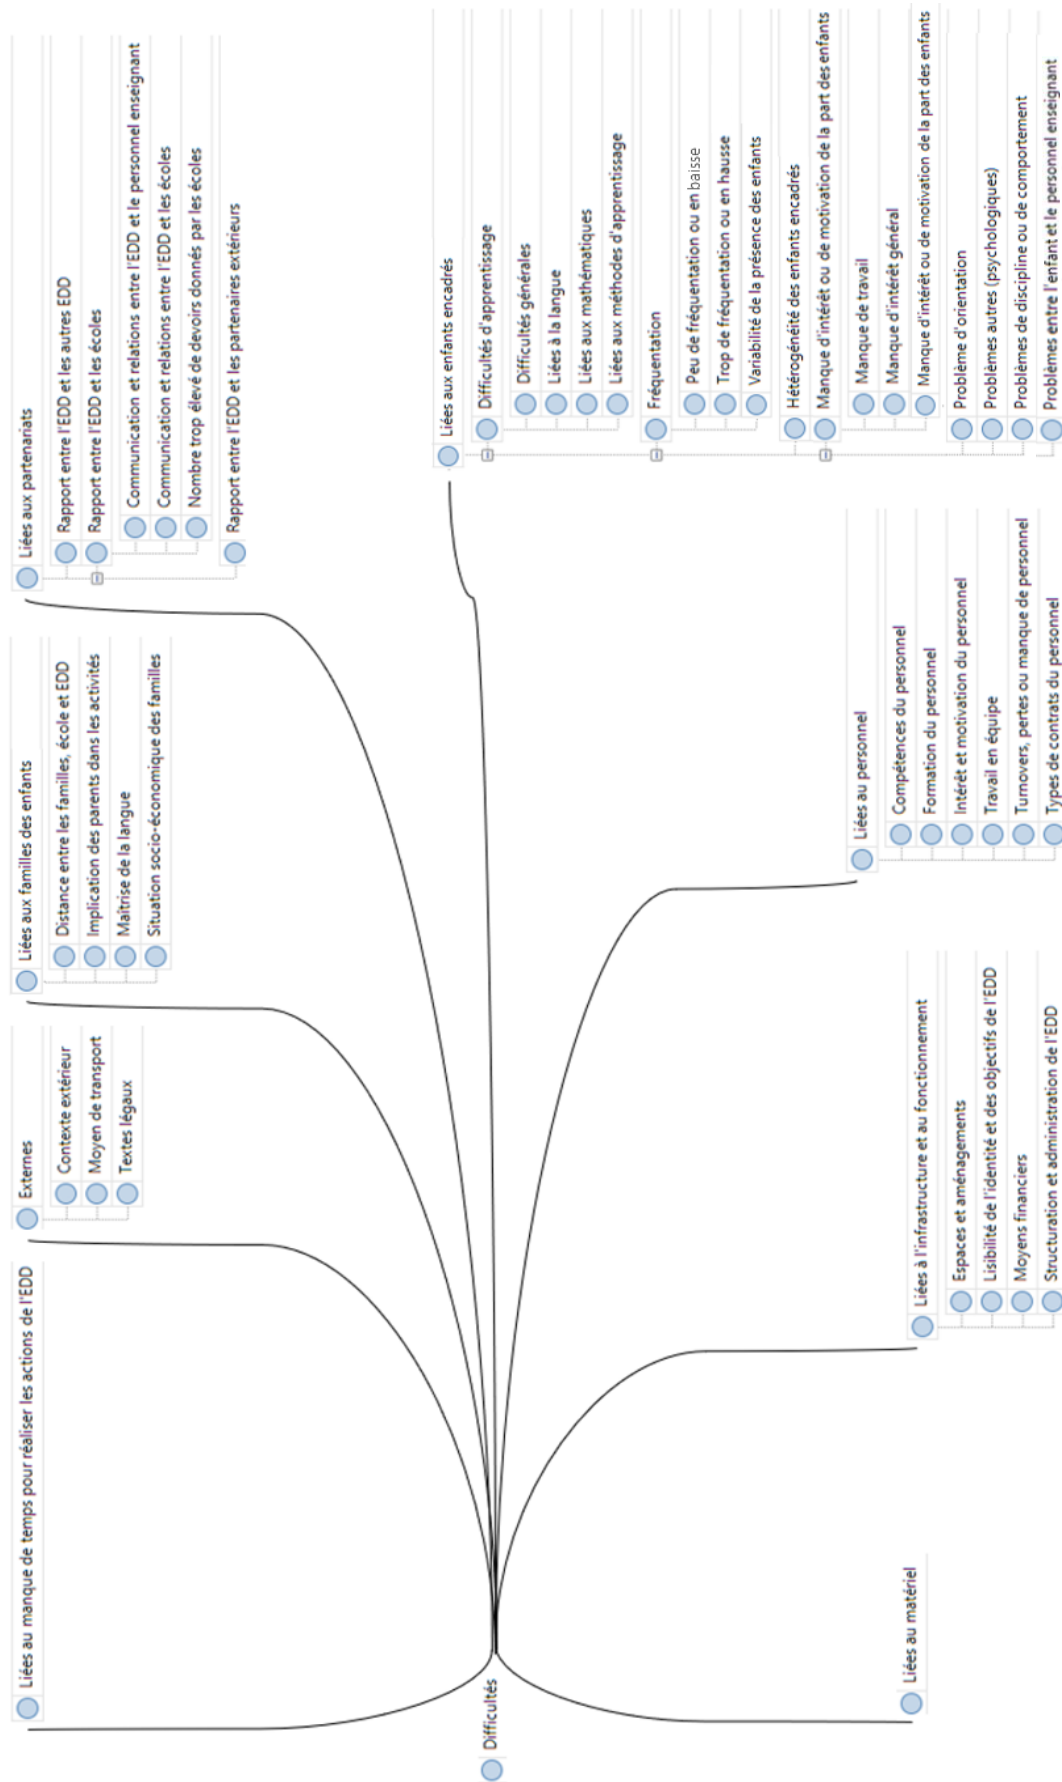 Difficultés
Liées au manque de temps pour réaliser les actions de l'EDD
Externes
Contexte extérieur
Moyen de transport
Textes légaux
Liées aux familles des enfants
Distance entre les familles, école et EDD
Implication des parents dans les activités
Maîtrise de la langue
Situation socio-économique des familles
Liées aux partenariats
Rapport entre l'EDD et les autres EDD
Rapport entre l'EDD et les écoles
Communication et relations entre l'EDD et le personnel enseignant
Communication et relations entre l'EDD et les écoles
Nombre trop élevé de devoirs donnés par les écoles
Rapport entre l'EDD et les partenaires extérieurs
Liées aux enfants encadrés
Difficultés d'apprentissage
Difficultés générales
Liées à la langue
Liées aux mathématiques
Liées aux méthodes d'apprentissage
Fréquentation
Peu de fréquentation ou en baisse
Trop de fréquentation ou en hausse
Variabilité de la présence des enfants
Hétérogénéité des enfants encadrés
Manque d'intérêt ou de motivation de la part des enfants
Manque de travail
Manque d'intérêt général
Manque d'intérêt ou de motivation de la part des enfants
Problème d'orientation
Problèmes autres (psychologiques)
Problèmes de discipline ou de comportement
Problèmes entre l'enfant et le personnel enseignant
Liées au personnel
Compétences du personnel
Formation du personnel
Intérêt et motivation du personnel
Travail en équipe
Turnovers, pertes ou manque de personnel
Types de contrats du personnel
Liées à l'infrastructure et au fonctionnement
Espaces et aménagements
Lisibilité de l'identité et des objectifs de l'EDD
Moyens financiers
Structuration et administration de l'EDD
Liées au matériel